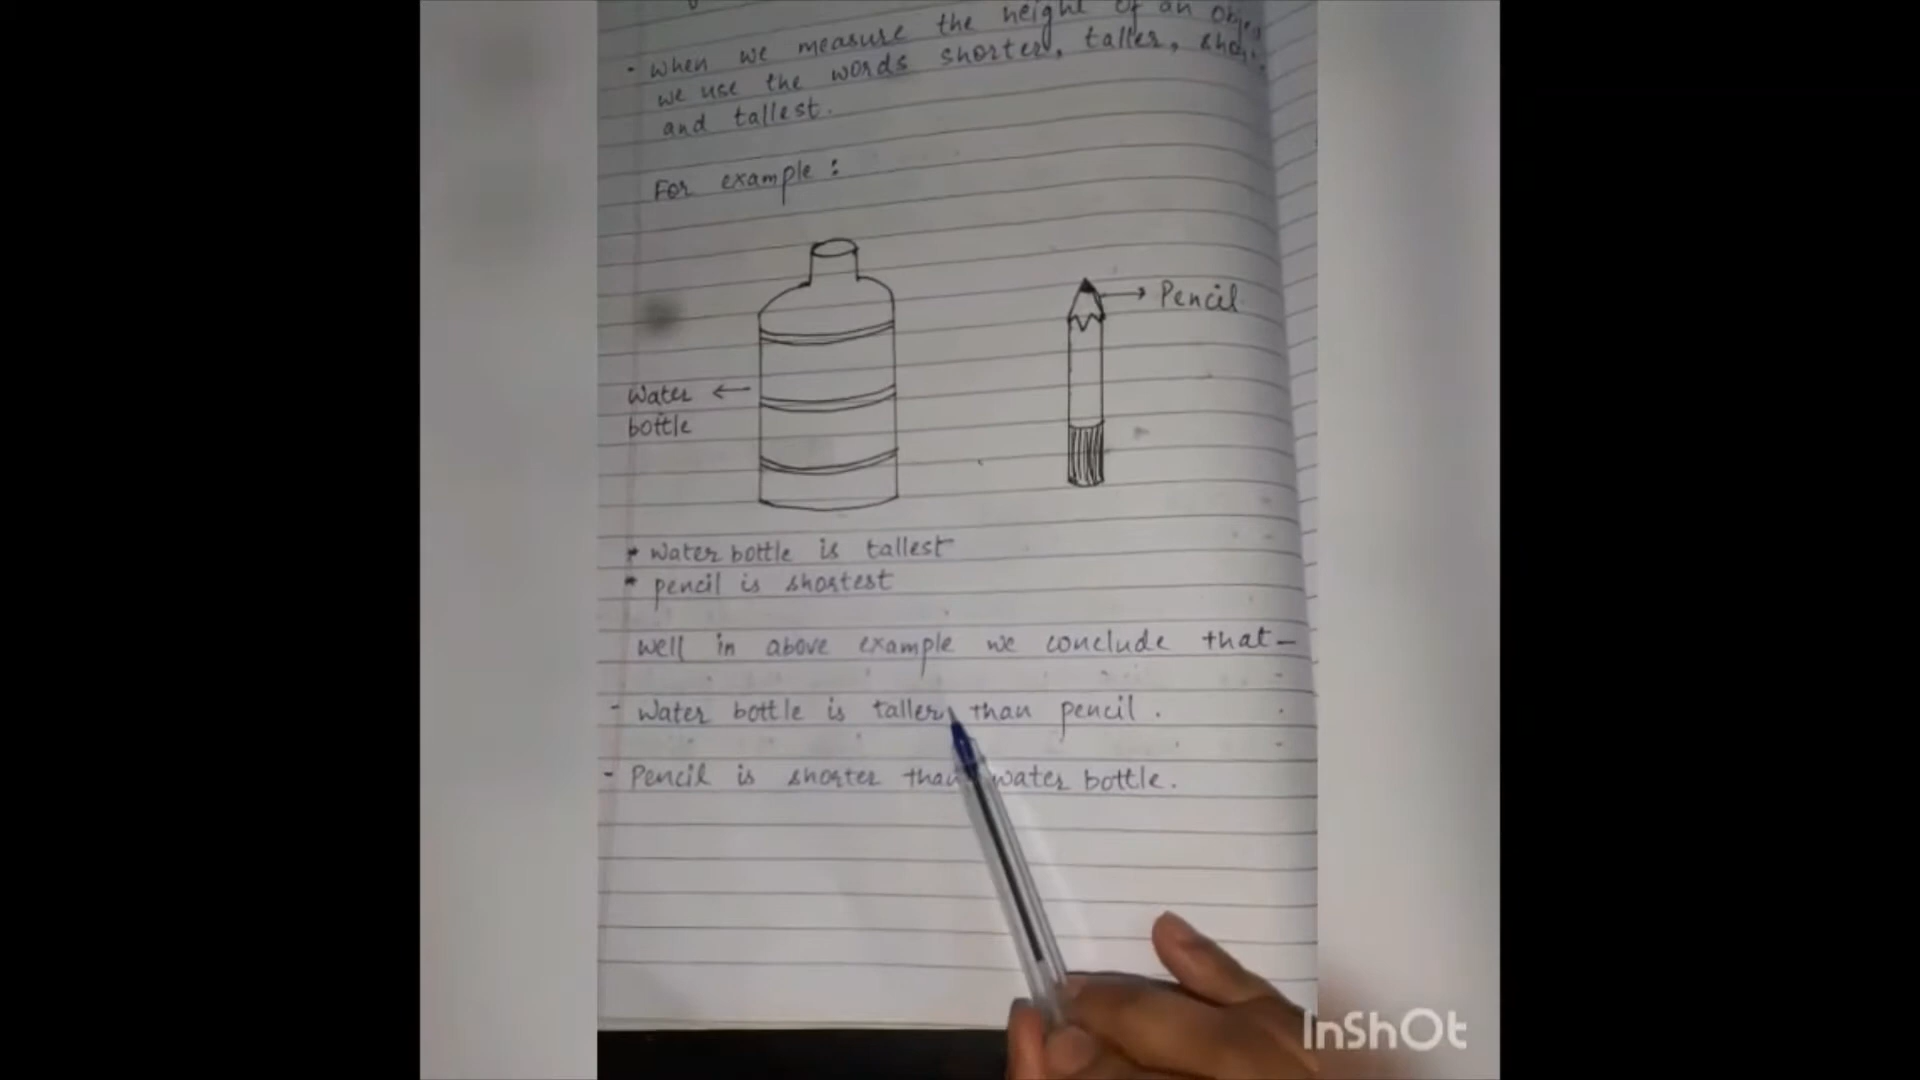 - When we measure the height of an
we use the words shorter, taller,
and tallest.
For example :
Pencil
Water
bottle
* Water bottle is tallest
* pencil is shortest
Well in above example we conclude that -
- Water bottle is taller than pencil.
- Pencil is shorter than water bottle.
InShOt